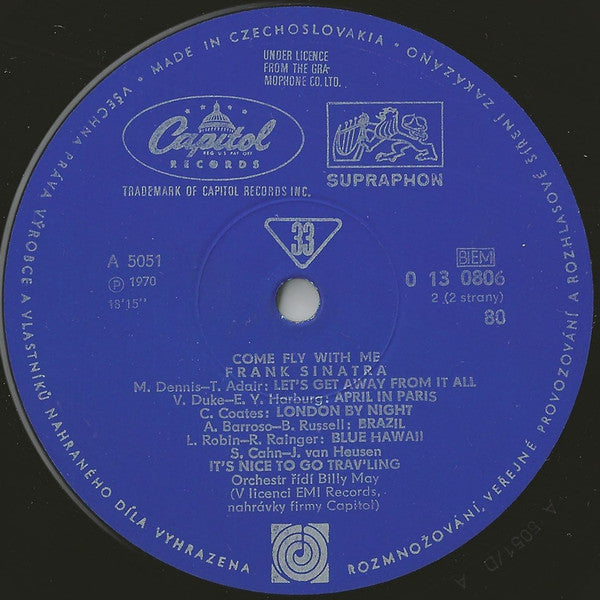 VŠECHNA PRÁVA VÝROBCE A VLASTNÍKŮ NAHRANÉHO DÍLA VYHRAZENA
• MADE IN CZECHOSLOVAKIA •
ROZMNOŽOVÁNÍ, VEŘEJNÉ PROVOZOVÁNÍ A ROZHLASOVÉ ŠÍŘENÍ ZAKÁZÁNO
UNDER LICENCE
FROM THE GRA-
MOPHONE CO. LTD.
Capitol
REG. U.S. PAT. OFF.
RECORDS
SUPRAPHON
TRADEMARK OF CAPITOL RECORDS INC.
33
A 5051
Ⓟ 1970
15'15"
BIEM
0 13 0806
2 (2 strany)
80
COME FLY WITH ME
FRANK SINATRA
M. Dennis–T. Adair: LET'S GET AWAY FROM IT ALL
V. Duke–E. Y. Harburg: APRIL IN PARIS
C. Coates: LONDON BY NIGHT
A. Barroso–B. Russell: BRAZIL
L. Robin–R. Rainger: BLUE HAWAII
S. Cahn–J. van Heusen
IT'S NICE TO GO TRAV'LING
Orchestr řídí Billy May
(V licenci EMI Records,
nahrávky firmy Capitol)
A 5051/D A